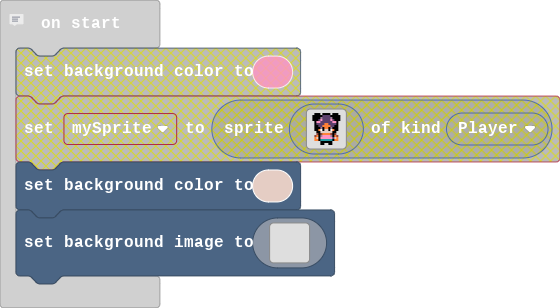 on start
set background color to
set mySprite to sprite of kind Player
set background color to
set background image to